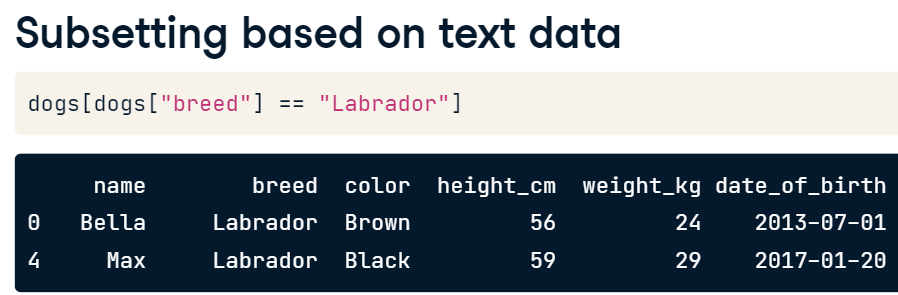 Subsetting based on text data
dogs[dogs["breed"] == "Labrador"]
name breed color height_cm weight_kg date_of_birth
0 Bella Labrador Brown 56 24 2013-07-01
4 Max Labrador Black 59 29 2017-01-20